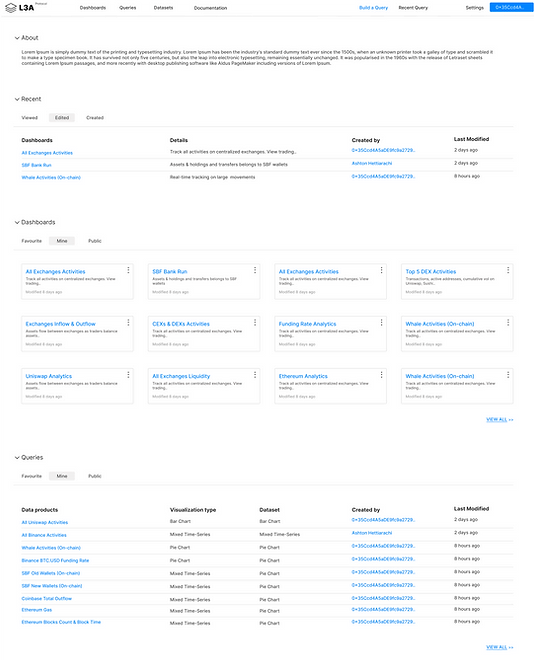 L3A Protocol
Dashboards Queries Datasets Documentation Build a Query Recent Query Settings 0x35Ccd4A...
About
Lorem Ipsum is simply dummy text of the printing and typesetting industry. Lorem Ipsum has been the industry's standard dummy text ever since the 1500s, when an unknown printer took a galley of type and scrambled it
to make a type specimen book. It has survived not only five centuries, but also the leap into electronic typesetting, remaining essentially unchanged. It was popularised in the 1960s with the release of Letraset sheets
containing Lorem Ipsum passages, and more recently with desktop publishing software like Aldus PageMaker including versions of Lorem Ipsum.
Recent
Viewed Edited Created
Dashboards Details Created by Last Modified
All Exchanges Activities Track all activities on centralized exchanges. View trading.. 0x35Ccd4A5aDE9fc9a2729.. 2 days ago
SBF Bank Run Assets & holdings and transfers belongs to SBF wallets Ashton Hettiarachi 2 days ago
Whale Activities (On-chain) Real-time tracking on large movements 0x35Ccd4A5aDE9fc9a2729.. 8 hours ago
Dashboards
Favourite Mine Public
All Exchanges Activities
Track all activities on centralized exchanges. View
trading..
Modified 8 days ago
SBF Bank Run
Assets & holdings and transfers belongs to SBF
wallets
Modified 8 days ago
All Exchanges Activities
Track all activities on centralized exchanges. View
trading..
Modified 8 days ago
Top 5 DEX Activities
Transactions, active addresses, cumulative vol on
Uniswap, Sushi..
Modified 8 days ago
Exchanges Inflow & Outflow
Assets flow between exchanges as traders balance
assets..
Modified 8 days ago
CEXs & DEXs Activities
Track all activities on centralized exchanges. View
trading..
Modified 8 days ago
Funding Rate Analytics
Track all activities on centralized exchanges. View
trading..
Modified 8 days ago
Whale Activities (On-chain)
Track all activities on centralized exchanges. View
trading..
Modified 8 days ago
Uniswap Analytics
Assets flow between exchanges as traders balance
assets..
Modified 8 days ago
All Exchanges Liquidity
Track all activities on centralized exchanges. View
trading..
Modified 8 days ago
Ethereum Analytics
Track all activities on centralized exchanges. View
trading..
Modified 8 days ago
Whale Activities (On-chain)
Track all activities on centralized exchanges. View
trading..
Modified 8 days ago
VIEW ALL >>
Queries
Favourite Mine Public
Data products Visualization type Dataset Created by Last Modified
All Uniswap Activities Bar Chart Bar Chart 0x35Ccd4A5aDE9fc9a2729.. 2 days ago
All Binance Activities Mixed Time-Series Mixed Time-Series Ashton Hettiarachi 2 days ago
Whale Activities (On-chain) Pie Chart Pie Chart 0x35Ccd4A5aDE9fc9a2729.. 8 hours ago
Binance BTC USD Funding Rate Pie Chart Pie Chart 0x35Ccd4A5aDE9fc9a2729.. 8 hours ago
SBF Old Wallets (On-chain) Mixed Time-Series Pie Chart 0x35Ccd4A5aDE9fc9a2729.. 8 hours ago
SBF New Wallets (On-chain) Mixed Time-Series Pie Chart 0x35Ccd4A5aDE9fc9a2729.. 8 hours ago
Coinbase Total Outflow Mixed Time-Series Pie Chart 0x35Ccd4A5aDE9fc9a2729.. 8 hours ago
Ethereum Gas Mixed Time-Series Pie Chart 0x35Ccd4A5aDE9fc9a2729.. 8 hours ago
Ethereum Blocks Count & Block Time Mixed Time-Series Pie Chart 0x35Ccd4A5aDE9fc9a2729.. 8 hours ago
VIEW ALL >>